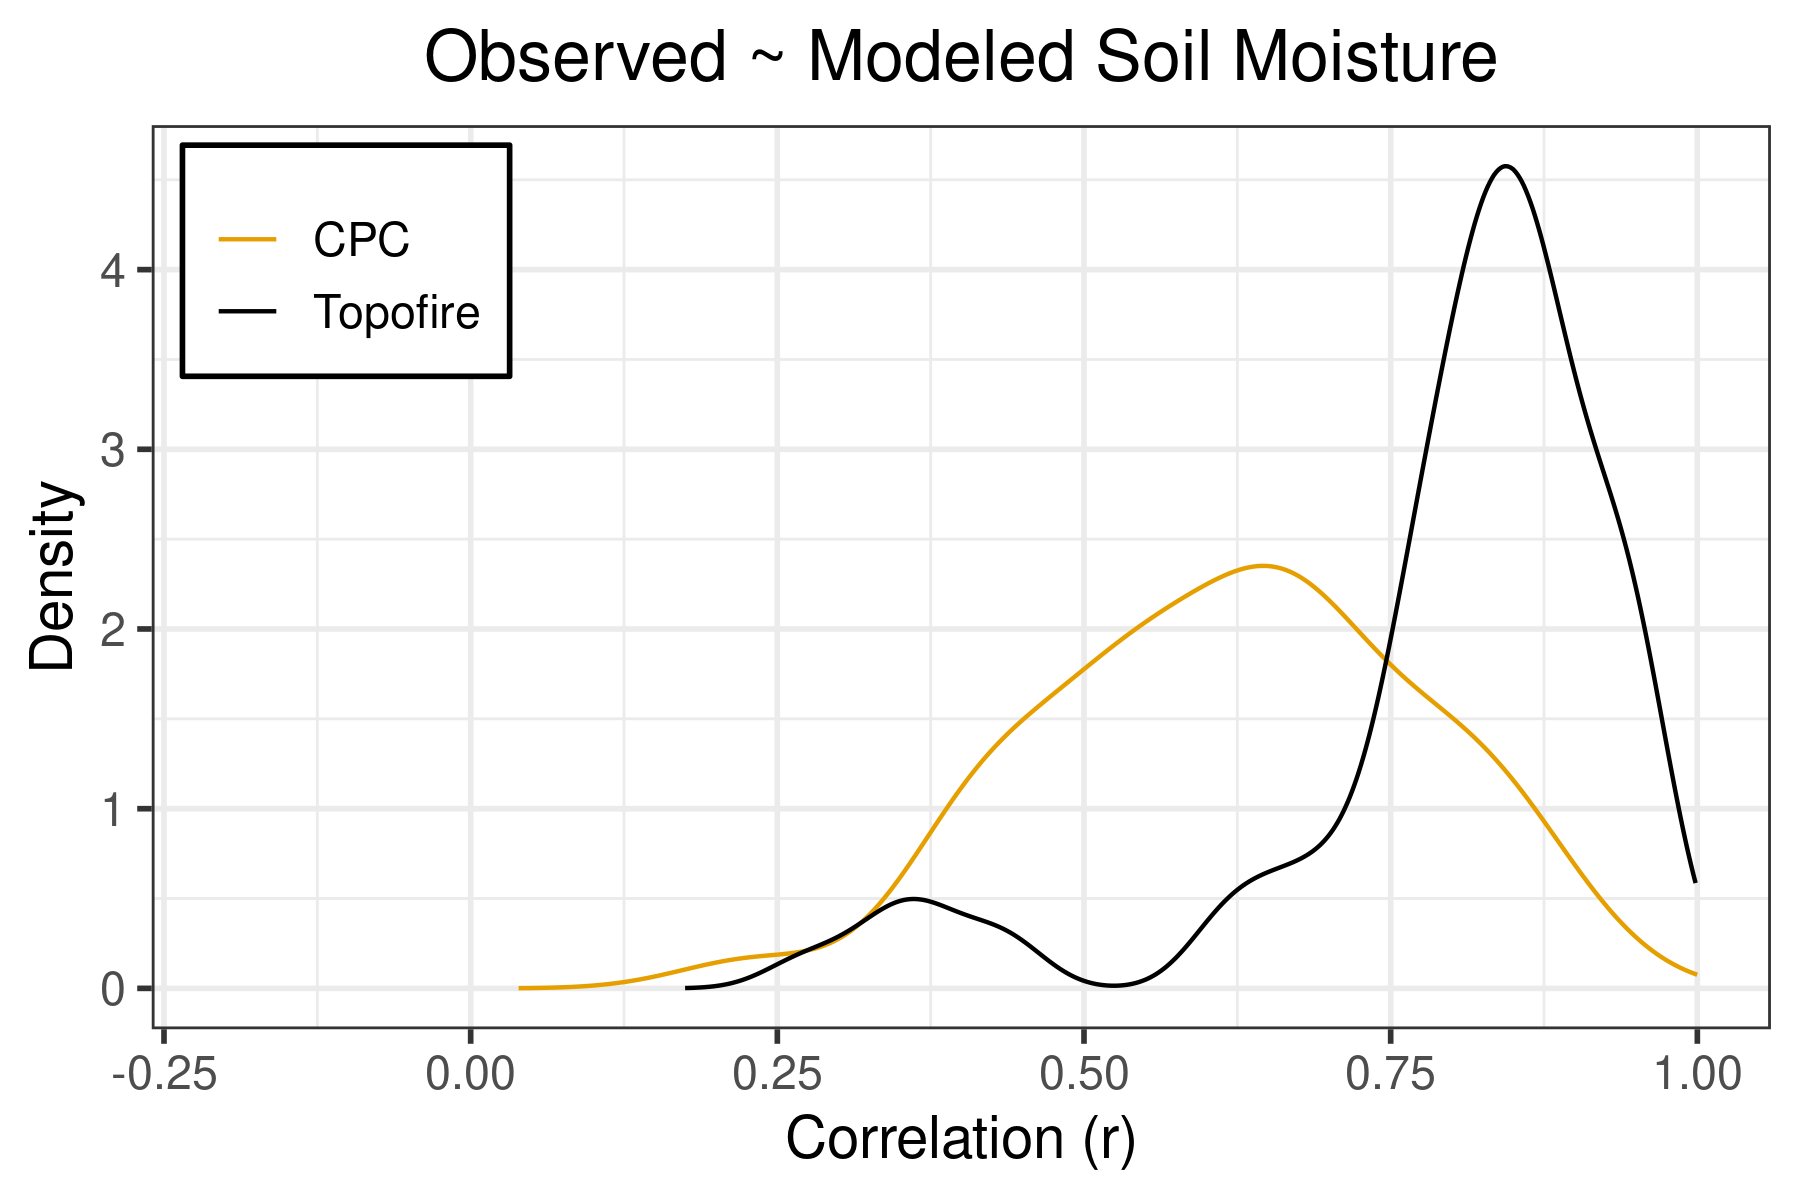 Observed ~ Modeled Soil Moisture
CPC
Topofire
Density
4
3
2
1
0
-0.25 0.00 0.25 0.50 0.75 1.00
Correlation (r)